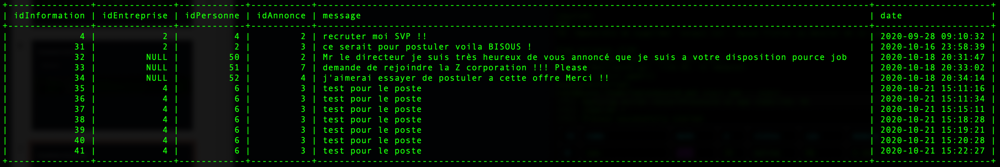 | idInformation | idEntreprise | idPersonne | idAnnonce | message | date |
| 4 | 2 | 4 | 2 | recruter moi SVP !! | 2020-09-28 09:10:32 |
| 31 | 2 | 2 | 3 | ce serait pour postuler voila BISOUS ! | 2020-10-16 23:58:39 |
| 32 | NULL | 50 | 2 | Mr le directeur je suis très heureux de vous annoncé que je suis a votre disposition pource job | 2020-10-18 20:31:47 |
| 33 | NULL | 51 | 7 | demande de rejoindre la Z corporation !!! Please | 2020-10-18 20:33:02 |
| 34 | NULL | 52 | 4 | j'aimerai essayer de postuler a cette offre Merci !! | 2020-10-18 20:34:14 |
| 35 | 4 | 6 | 3 | test pour le poste | 2020-10-21 15:11:16 |
| 36 | 4 | 6 | 3 | test pour le poste | 2020-10-21 15:11:34 |
| 37 | 4 | 6 | 3 | test pour le poste | 2020-10-21 15:15:11 |
| 38 | 4 | 6 | 3 | test pour le poste | 2020-10-21 15:18:28 |
| 39 | 4 | 6 | 3 | test pour le poste | 2020-10-21 15:19:21 |
| 40 | 4 | 6 | 3 | test pour le poste | 2020-10-21 15:20:28 |
| 41 | 4 | 6 | 3 | test pour le poste | 2020-10-21 15:22:27 |